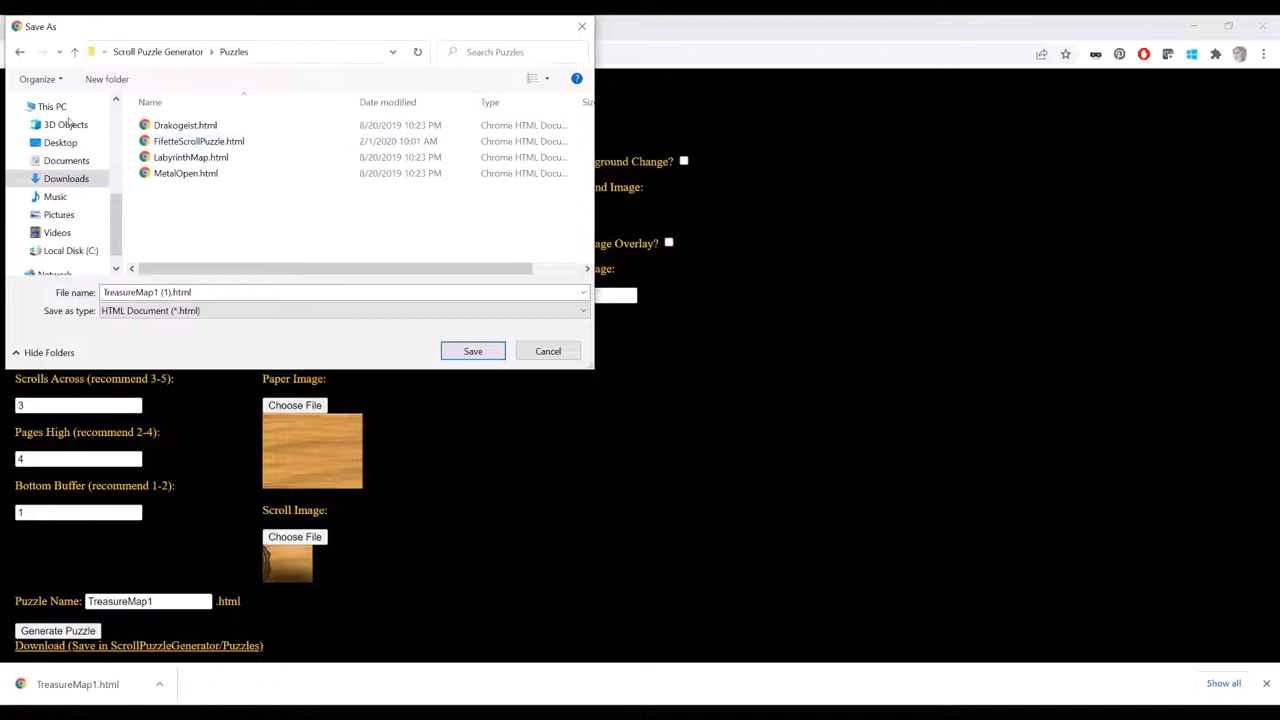 Save As
Scroll Puzzle Generator
Puzzles
Search Puzzles
Organize
New folder
Name
Date modified
Type
This PC
3D Objects
Desktop
Documents
Downloads
Music
Pictures
Videos
Local Disk (C:)
Network
Drakogeist.html 8/20/2019 10:23 PM Chrome HTML Docu...
FifetteScrollPuzzle.html 2/1/2020 10:01 AM Chrome HTML Docu...
LabyrinthMap.html 8/20/2019 10:23 PM Chrome HTML Docu...
MetalOpen.html 8/20/2019 10:23 PM Chrome HTML Docu...
File name: TreasureMap1 (1).html
Save as type: HTML Document (*.html)
Hide Folders
Save
Cancel
ground Change?
nd Image:
age Overlay?
age:
Scrolls Across (recommend 3-5):
3
Pages High (recommend 2-4):
4
Bottom Buffer (recommend 1-2):
1
Paper Image:
Choose File
Scroll Image:
Choose File
Puzzle Name: TreasureMap1 .html
Generate Puzzle
Download (Save in ScrollPuzzleGenerator/Puzzles)
TreasureMap1.html
Show all